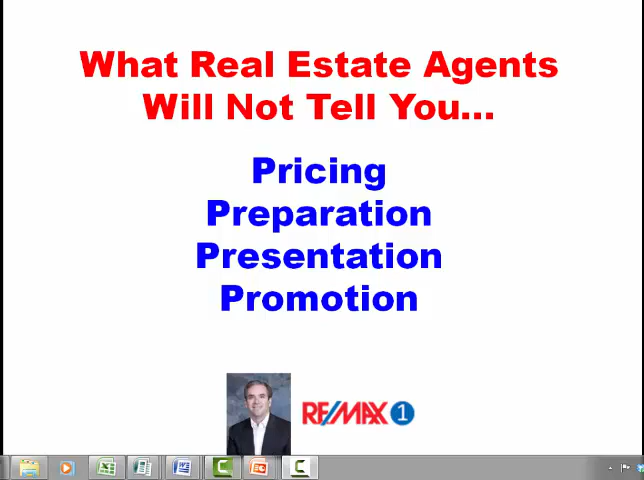 What Real Estate Agents
Will Not Tell You...
Pricing
Preparation
Presentation
Promotion
RE/MAX 1